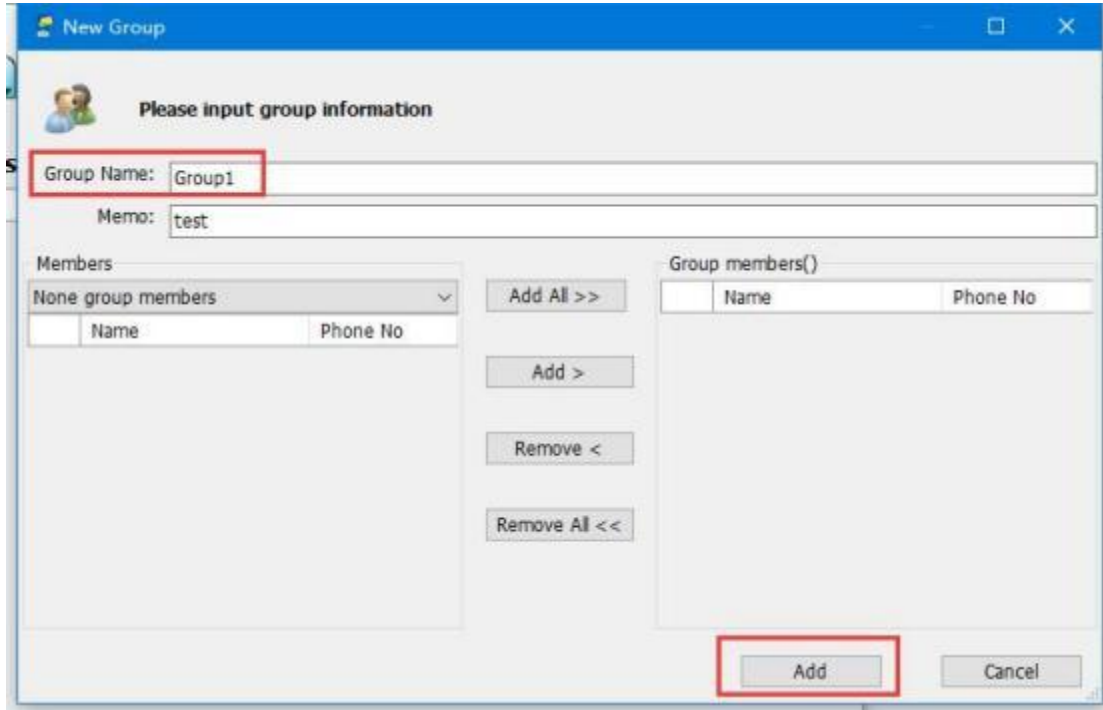 New Group
Please input group information
Group Name: Group1
Memo: test
Members
None group members
Name Phone No
Add All >>
Add >
Remove <
Remove All <<
Group members()
Name Phone No
Add Cancel